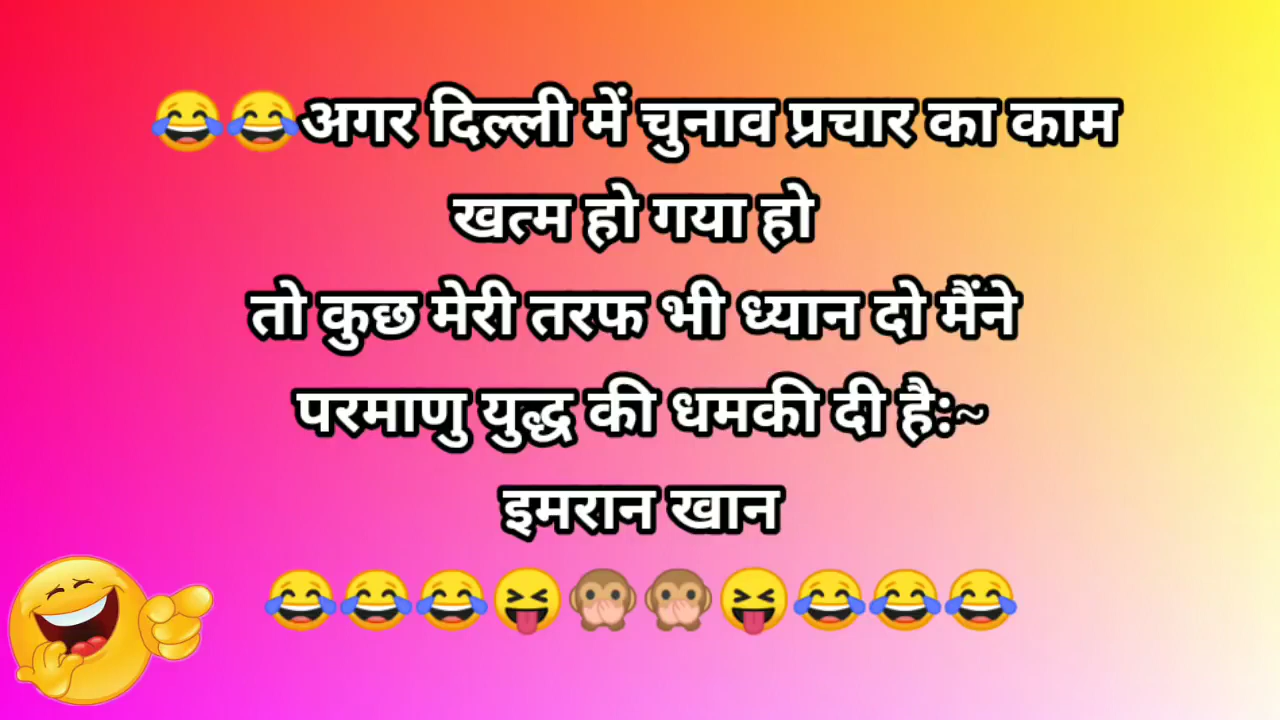 😂😂अगर दिल्ली में चुनाव प्रचार का काम
खत्म हो गया हो
तो कुछ मेरी तरफ भी ध्यान दो मैंने
परमाणु युद्ध की धमकी दी है:~
इमरान खान
😂😂😂😝🙊🙊😝😂😂😂